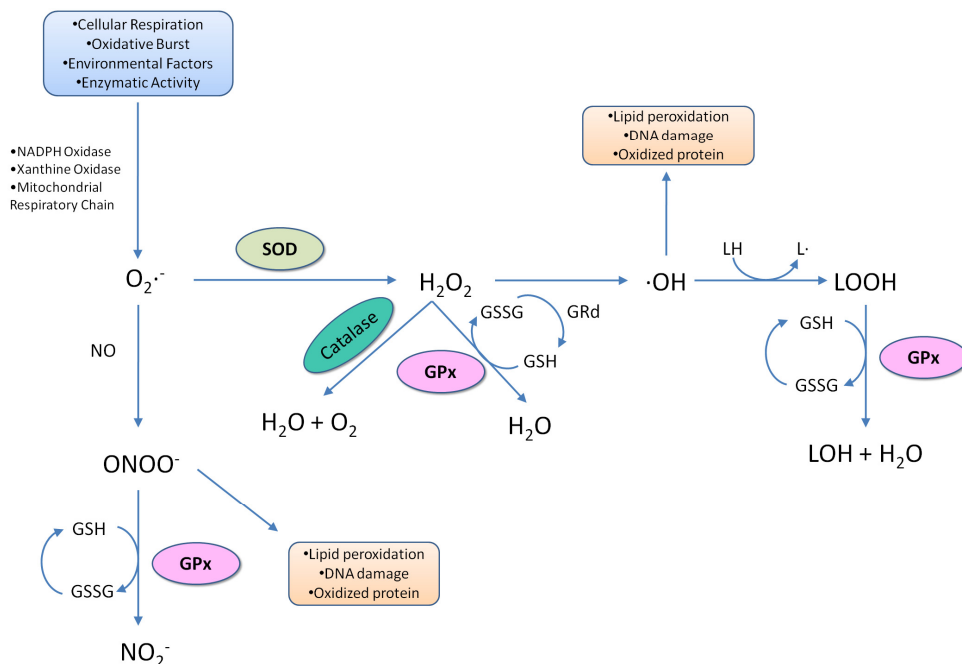 •Cellular Respiration
•Oxidative Burst
•Environmental Factors
•Enzymatic Activity
•NADPH Oxidase
•Xanthine Oxidase
•Mitochondrial
Respiratory Chain
•Lipid peroxidation
•DNA damage
•Oxidized protein
O₂·⁻
SOD
H₂O₂
·OH
LH
L·
LOOH
NO
Catalase
GPx
GSSG
GRd
GSH
H₂O + O₂
H₂O
GSH
GSSG
GPx
LOH + H₂O
ONOO⁻
GSH
GSSG
GPx
•Lipid peroxidation
•DNA damage
•Oxidized protein
NO₂⁻